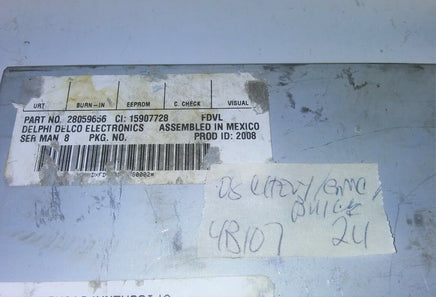 URT BURN-IN EEPROM C. CHECK VISUAL
PART NO. 28059656 CI: 15907728 FDVL
DELPHI DELCO ELECTRONICS ASSEMBLED IN MEXICO
SER MAN 8 PKG. NO. PROD ID: 2008
06 CHEVY/GMC/
BUICK
4B107 24